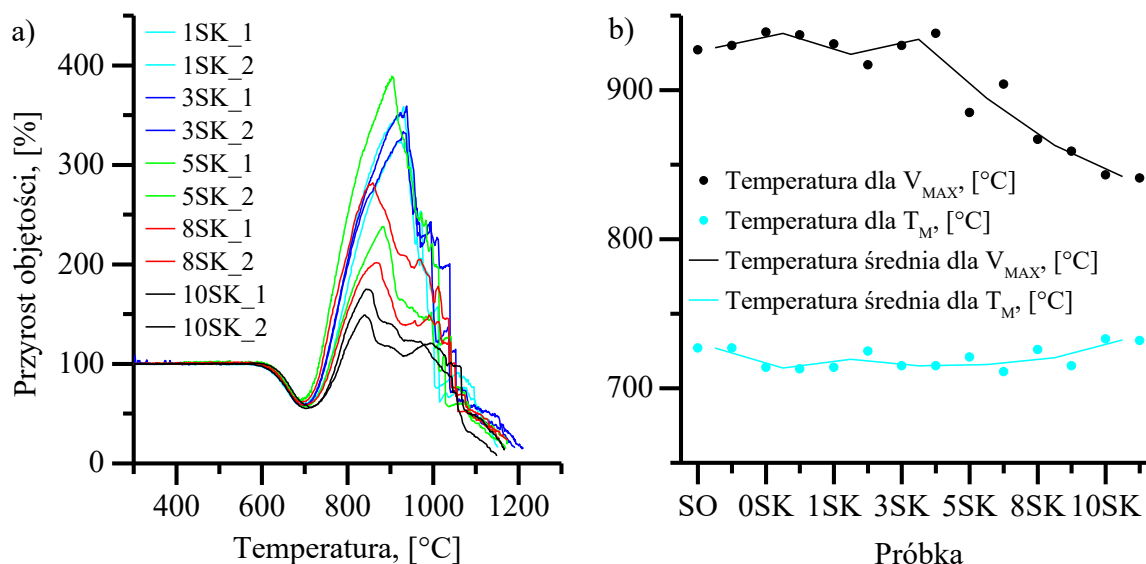 a)
1SK_1
1SK_2
3SK_1
3SK_2
5SK_1
5SK_2
8SK_1
8SK_2
10SK_1
10SK_2
Przyrost objętości, [%]
400
300
200
100
0
400 600 800 1000 1200
Temperatura, [°C]
b)
900
800
700
Temperatura dla V_MAX, [°C]
Temperatura dla T_M, [°C]
Temperatura średnia dla V_MAX, [°C]
Temperatura średnia dla T_M, [°C]
SO 0SK 1SK 3SK 5SK 8SK 10SK
Próbka